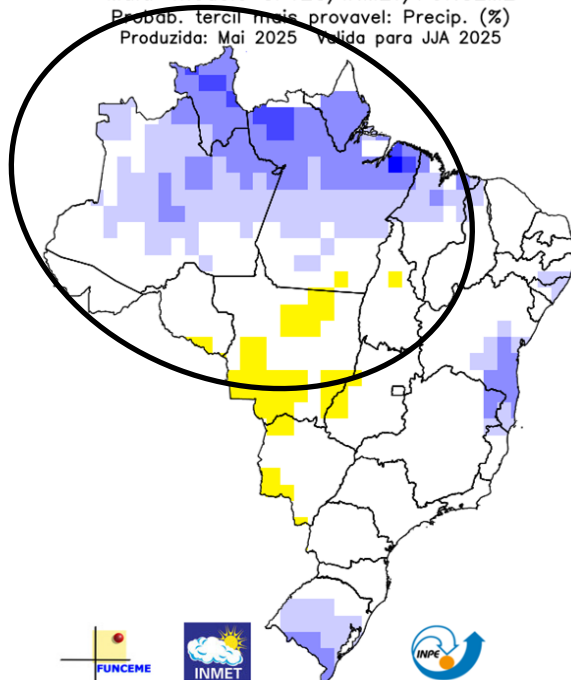 Probab. tercil mais provavel: Precip. (%)
Produzida: Mai 2025 Valida para JJA 2025
FUNCEME
INMET
INPE